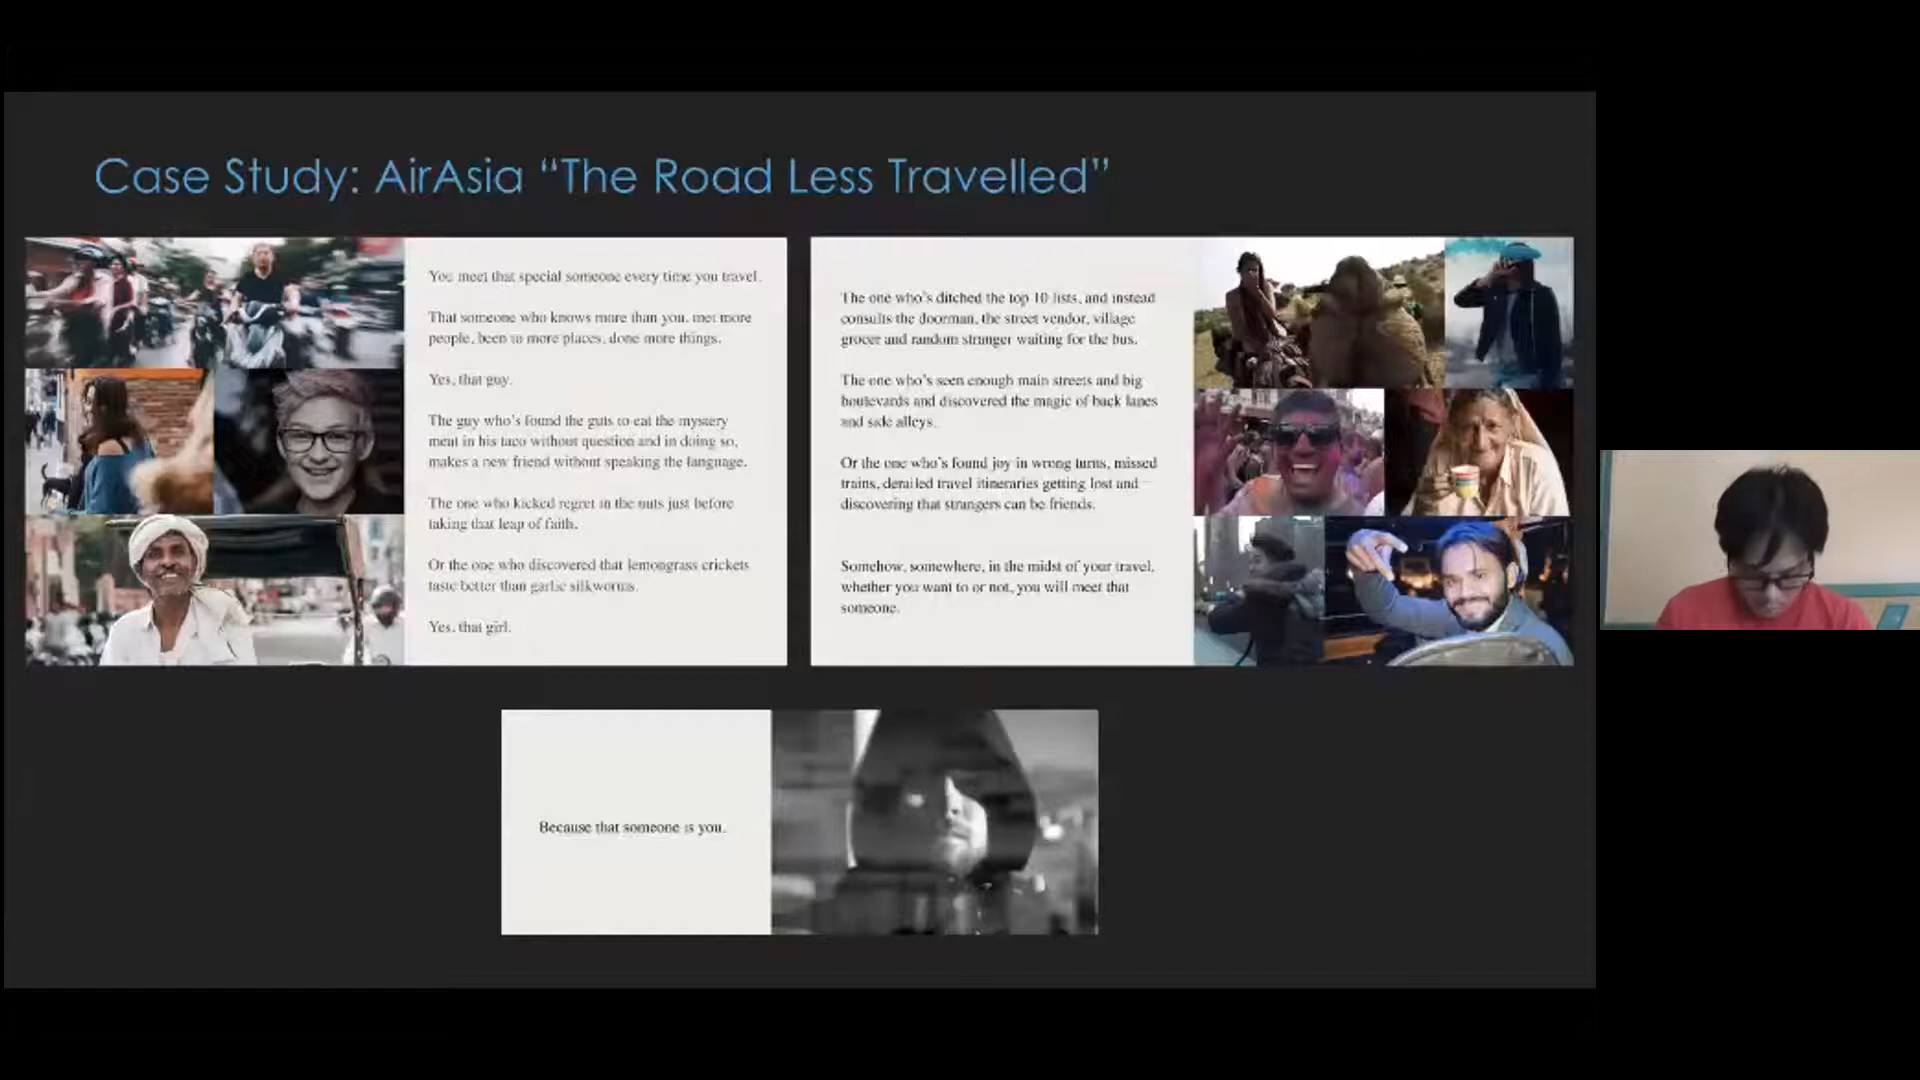 Case Study: AirAsia “The Road Less Travelled”
You meet that special someone every time you travel.
That someone who knows more than you, met more
people, been to more places, done more things.
Yes, that guy.
The guy who’s found the guts to eat the mystery
meat in his taco without question and in doing so,
makes a new friend without speaking the language.
The one who kicked regret in the nuts just before
taking that leap of faith.
Or the one who discovered that lemongrass crickets
taste better than garlic silkworms.
Yes, that girl.
The one who’s ditched the top 10 lists, and instead
consults the doorman, the street vendor, village
grocer and random stranger waiting for the bus.
The one who’s seen enough main streets and big
boulevards and discovered the magic of back lanes
and side alleys.
Or the one who’s found joy in wrong turns, missed
trains, derailed travel itineraries getting lost and
discovering that strangers can be friends.
Somehow, somewhere, in the midst of your travel,
whether you want to or not, you will meet that
someone.
Because that someone is you.